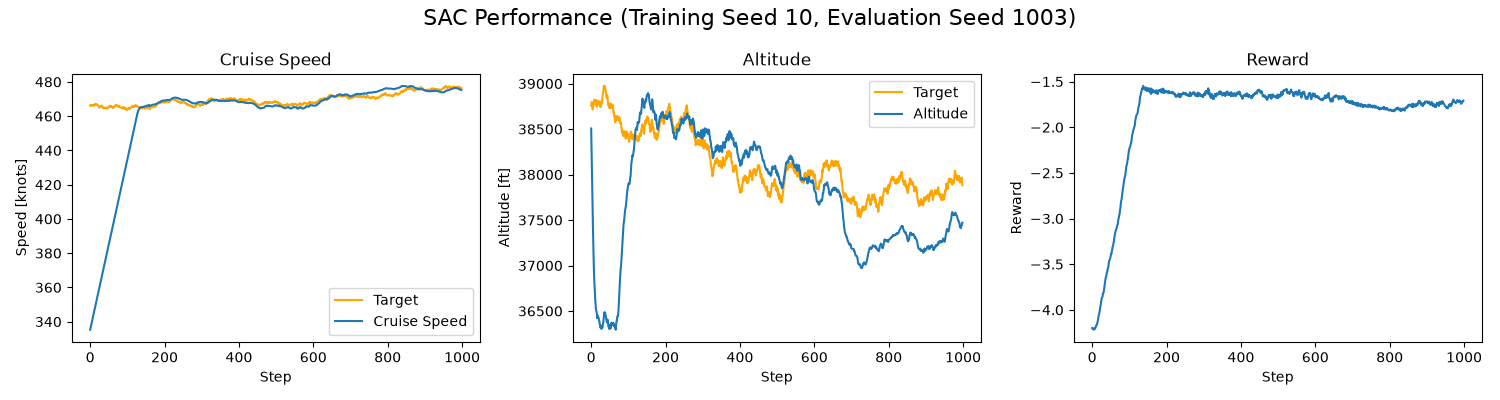 SAC Performance (Training Seed 10, Evaluation Seed 1003)
Cruise Speed
480
460
440
420
400
380
360
340
Speed [knots]
Target
Cruise Speed
0
200
400
600
800
1000
Step
Altitude
39000
38500
38000
37500
37000
36500
Altitude [ft]
Target
Altitude
0
200
400
600
800
1000
Step
Reward
−1.5
−2.0
−2.5
−3.0
−3.5
−4.0
Reward
0
200
400
600
800
1000
Step